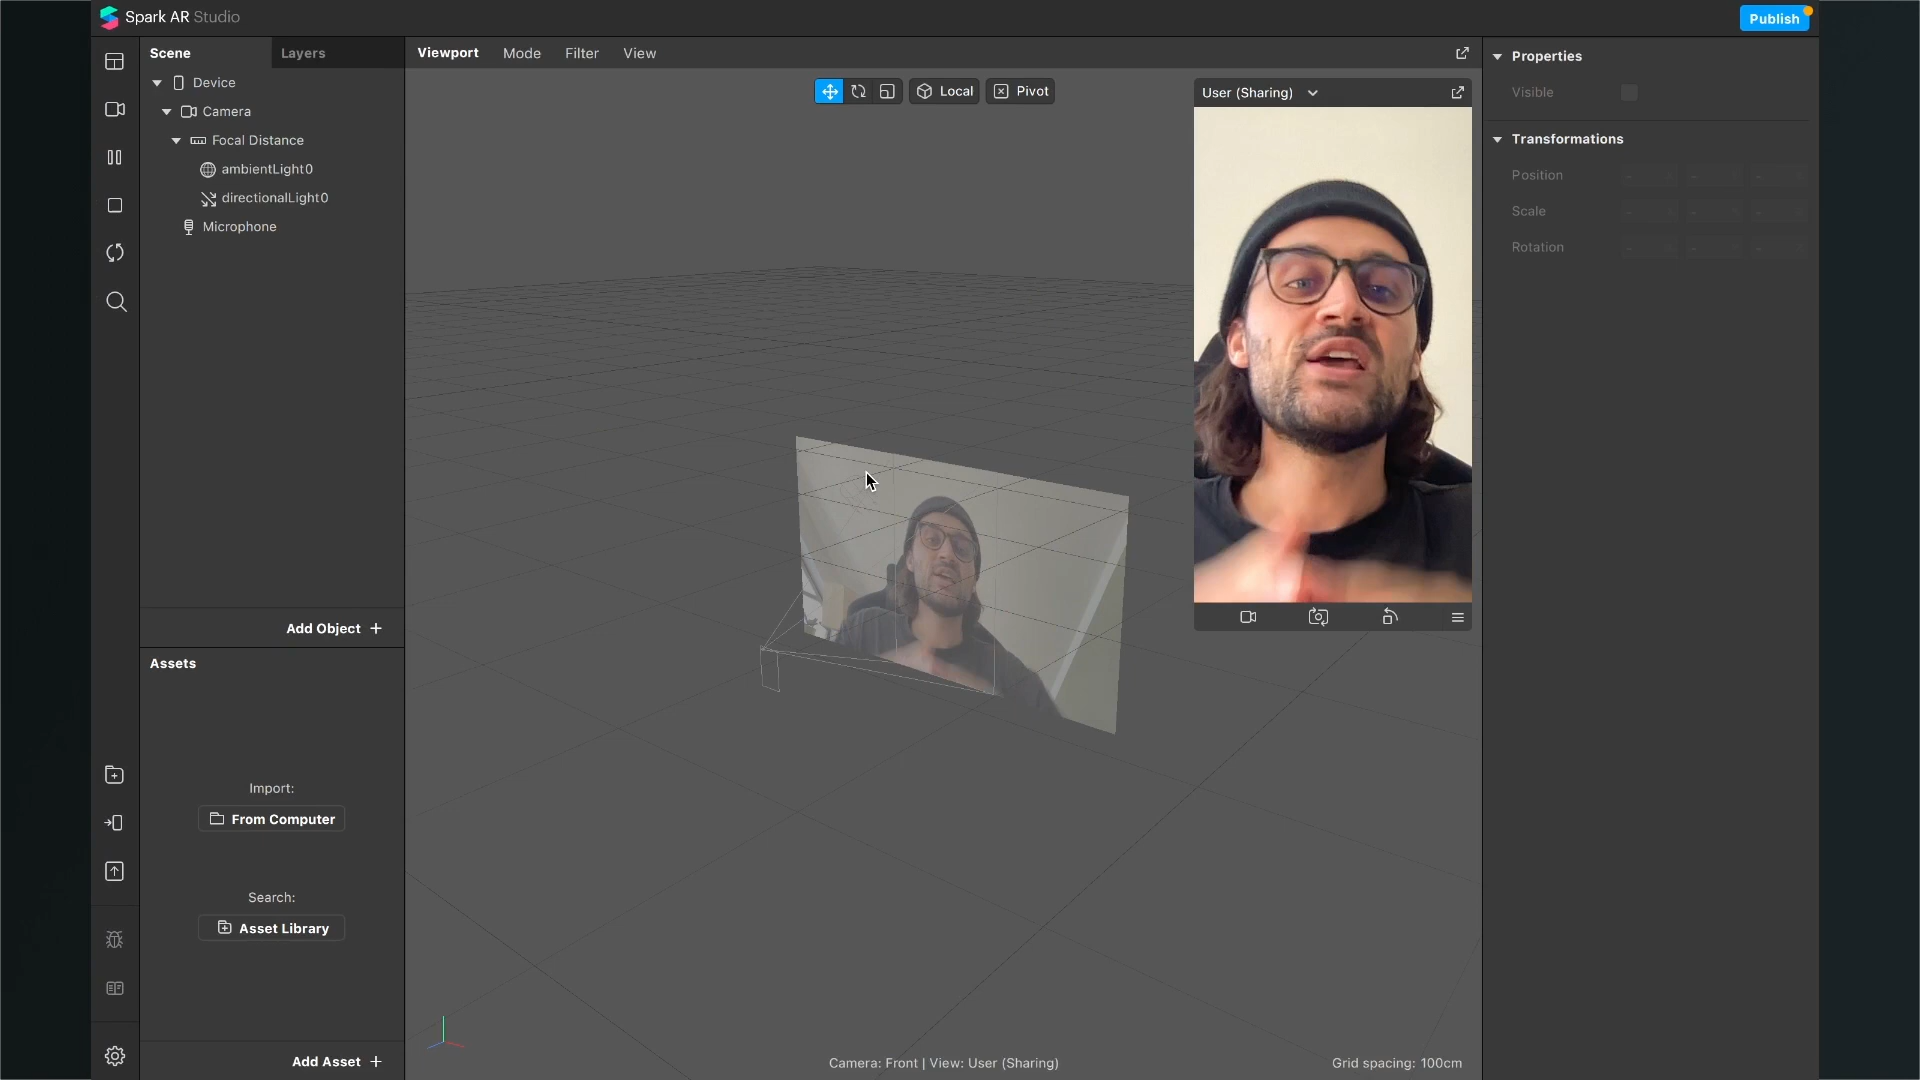 Spark AR Studio
Publish
Scene
Layers
Viewport
Mode
Filter
View
Properties
Device
Camera
Focal Distance
ambientLight0
directionalLight0
Microphone
Local
Pivot
User (Sharing)
Visible
Transformations
Position
Scale
Rotation
Add Object +
Assets
Import:
From Computer
Search:
Asset Library
Add Asset +
Camera: Front | View: User (Sharing)
Grid spacing: 100cm